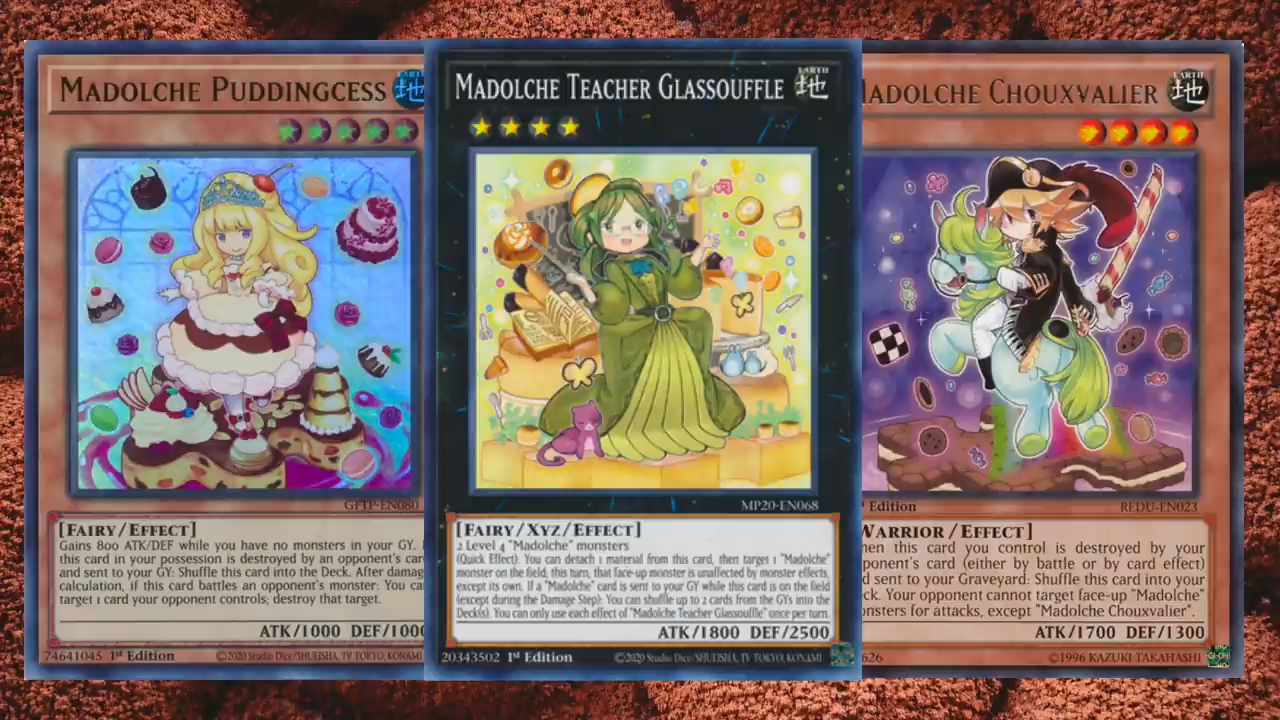 MADOLCHE PUDDINGCESS
EARTH
地
GFTP-EN080
[FAIRY/EFFECT]
Gains 800 ATK/DEF while you have no monsters in your GY. I
this card in your possession is destroyed by an opponent's car
and sent to your GY: Shuffle this card into the Deck. After damag
calculation, if this card battles an opponent's monster: You ca
target 1 card your opponent controls; destroy that target.
ATK/1000 DEF/1000
74641045 1st Edition
©2020 Studio Dice/SHUEISHA, TV TOKYO, KONAMI
MADOLCHE TEACHER GLASSOUFFLE
EARTH
地
MP20-EN068
[FAIRY/XYZ/EFFECT]
2 Level 4 "Madolche" monsters
(Quick Effect): You can detach 1 material from this card, then target 1 "Madolche"
monster on the field; this turn, that face-up monster is unaffected by monster effects,
except its own. If a "Madolche" card is sent to your GY while this card is on the field
(except during the Damage Step): You can shuffle up to 2 cards from the GYs into the
Deck(s). You can only use each effect of "Madolche Teacher Glassouffle" once per turn.
ATK/1800 DEF/2500
20343502 1st Edition
©2020 Studio Dice/SHUEISHA, TV TOKYO, KONAMI
MADOLCHE CHOUXVALIER
EARTH
地
Edition
REDU-EN023
WARRIOR/EFFECT]
hen this card you control is destroyed by your
ponent's card (either by battle or by card effect)
d sent to your Graveyard: Shuffle this card into your
ck. Your opponent cannot target face-up "Madolche"
onsters for attacks, except "Madolche Chouxvalier".
ATK/1700 DEF/1300
626
©1996 KAZUKI TAKAHASHI